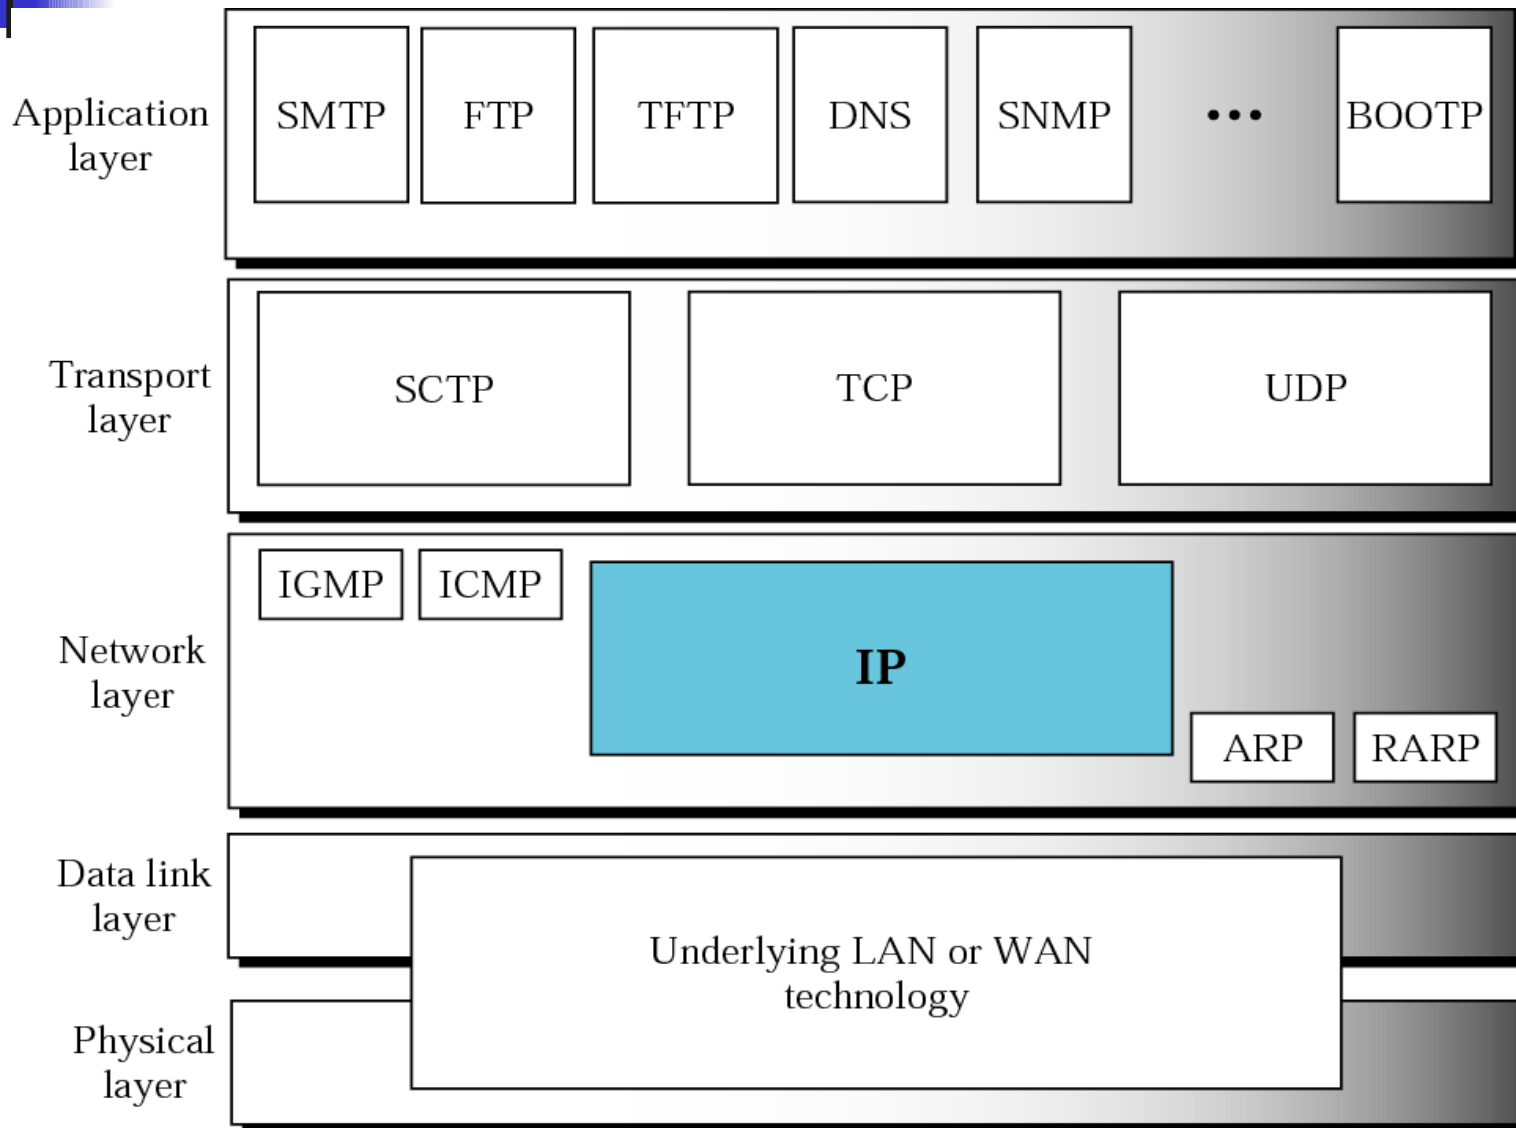 Application
layer
SMTP
FTP
TFTP
DNS
SNMP
•••
BOOTP
Transport
layer
SCTP
TCP
UDP
Network
layer
IGMP
ICMP
IP
ARP
RARP
Data link
layer
Underlying LAN or WAN
technology
Physical
layer